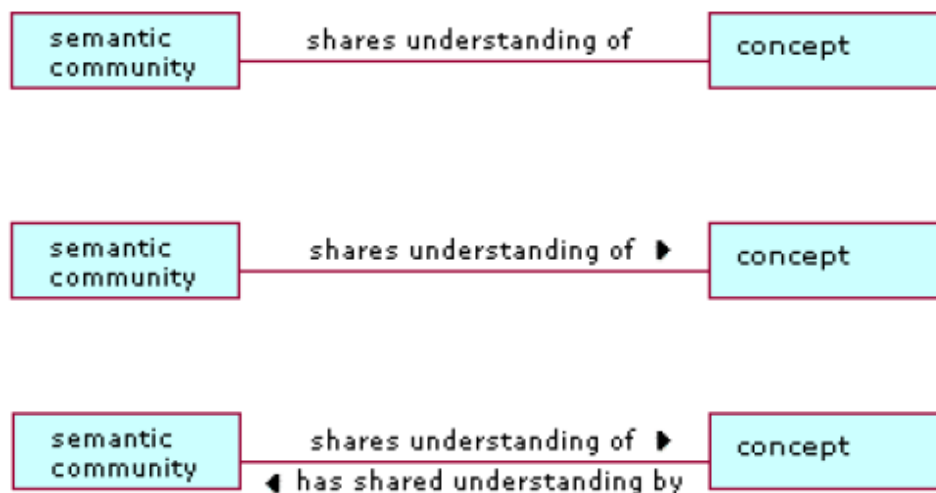 semantic
community
shares understanding of
concept
semantic
community
shares understanding of
concept
semantic
community
shares understanding of
has shared understanding by
concept